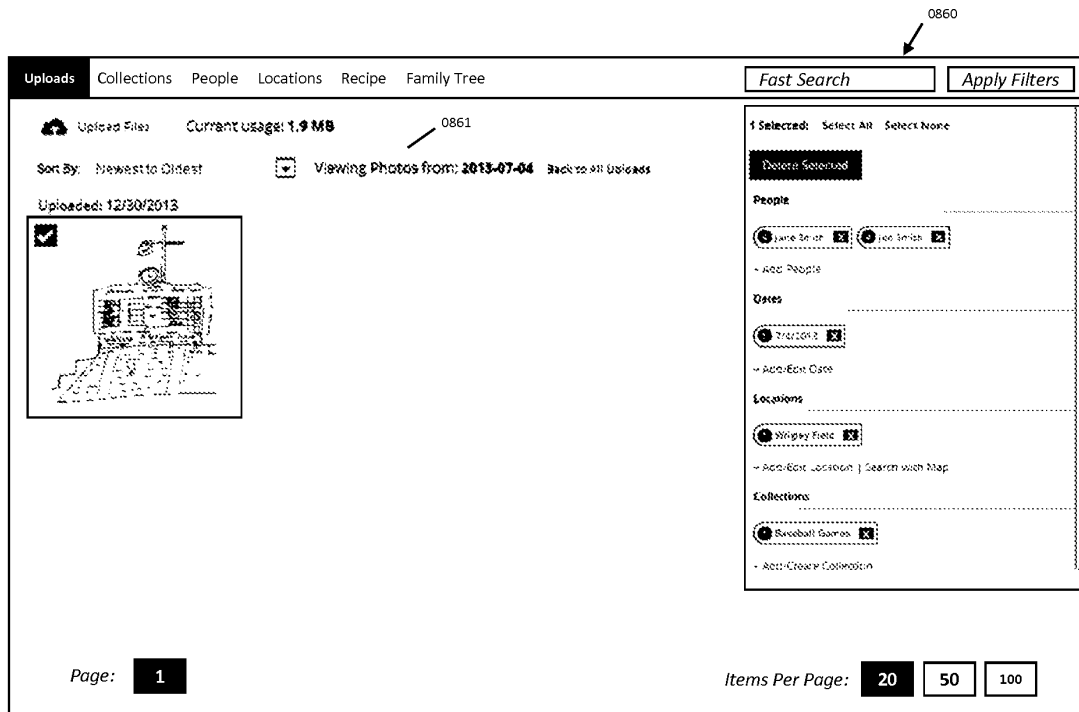 0860
Uploads Collections People Locations Recipe Family Tree Fast Search Apply Filters
Upload Files Current usage: 1.9 MB 0861
Sort By: Newest to Oldest Viewing Photos from: 2013-07-04 Back to All Uploads
Uploaded: 12/30/2013
1 Selected: Select All Select None
Delete Selected
People
Jane Smith X Jon Smith X
+ Add People
Dates
X
+ Add/Edit Date
Locations
Wrigley Field X
+ Add/Edit Location | Search with Map
Collections
Baseball Games X
+ Add/Create Collection
Page: 1
Items Per Page: 20 50 100